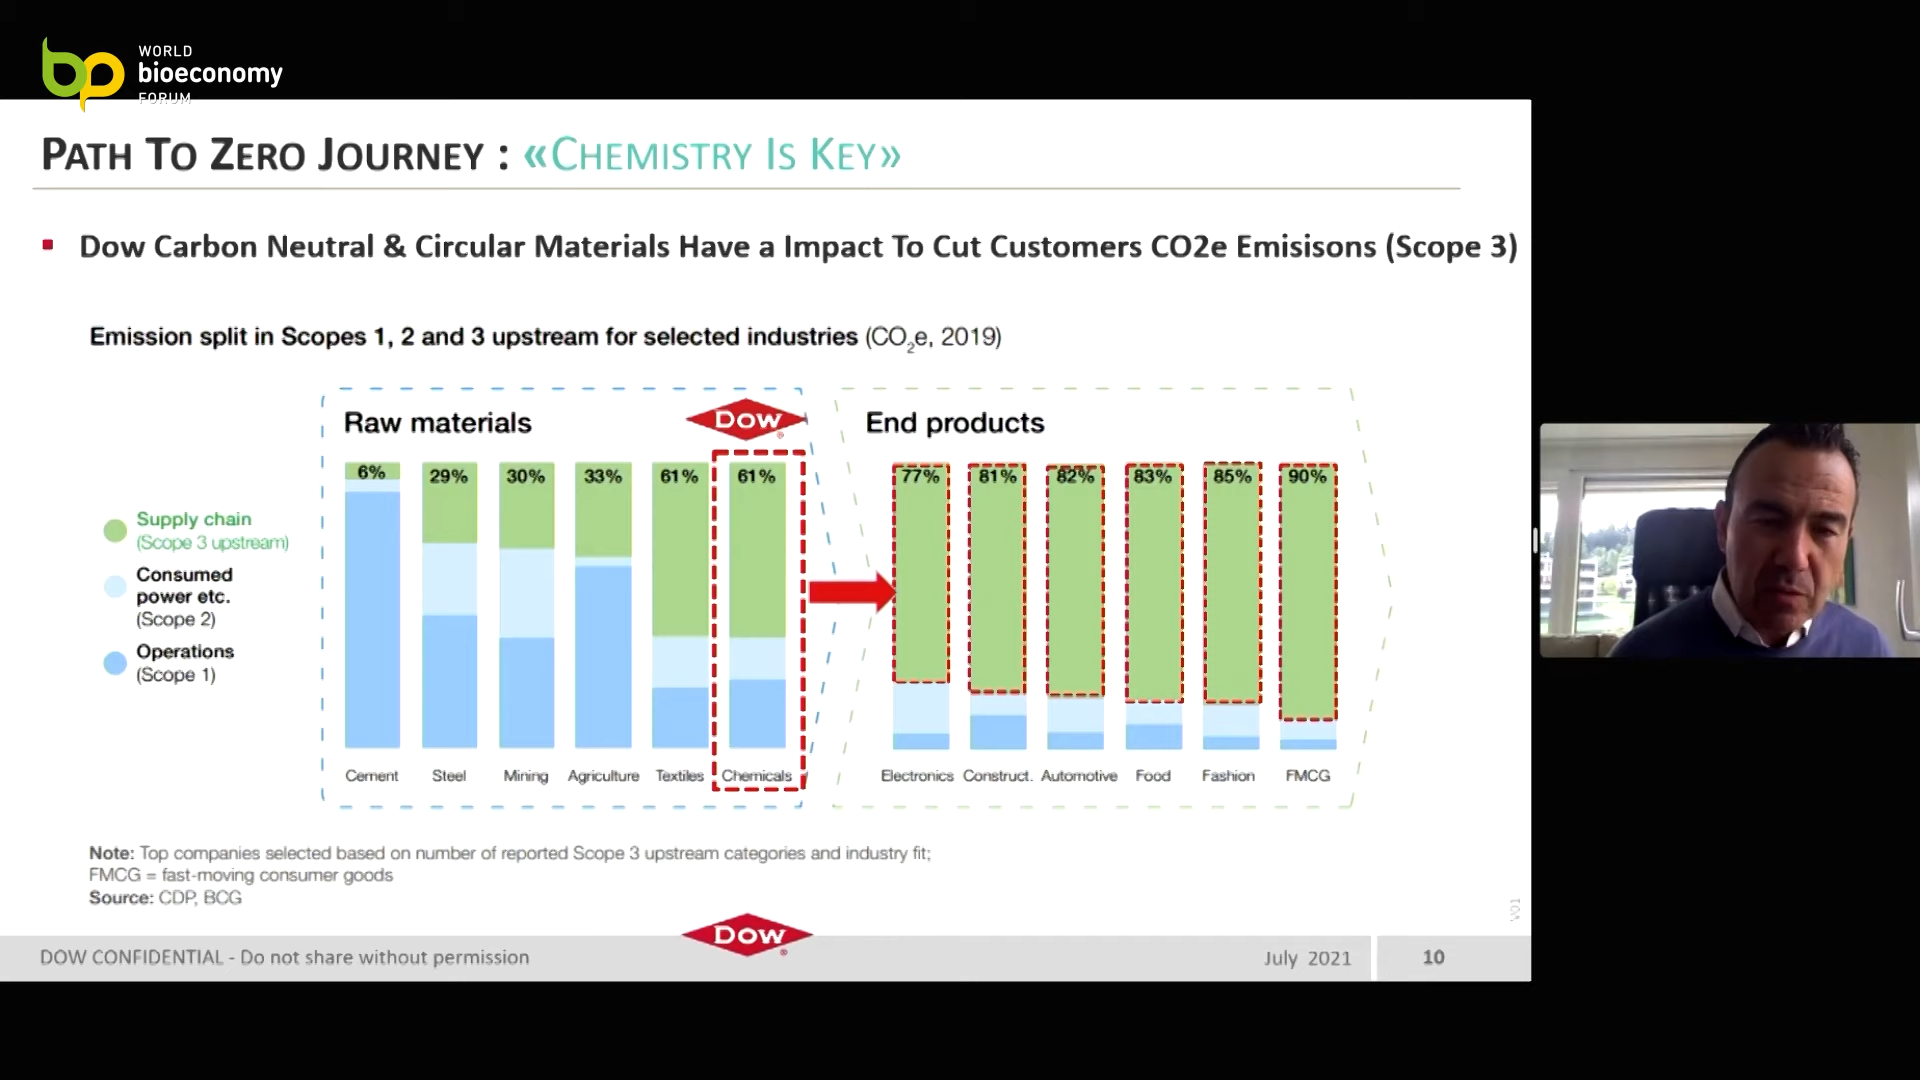 WORLD
bioeconomy
FORUM
PATH TO ZERO JOURNEY : «CHEMISTRY IS KEY»
Dow Carbon Neutral & Circular Materials Have a Impact To Cut Customers CO2e Emisisons (Scope 3)
Emission split in Scopes 1, 2 and 3 upstream for selected industries (CO2e, 2019)
Raw materials
DOW
End products
6% 29% 30% 33% 61% 61%
77% 81% 82% 83% 85% 90%
Supply chain
(Scope 3 upstream)
Consumed
power etc.
(Scope 2)
Operations
(Scope 1)
Cement Steel Mining Agriculture Textiles Chemicals
Electronics Construct. Automotive Food Fashion FMCG
Note: Top companies selected based on number of reported Scope 3 upstream categories and industry fit;
FMCG = fast-moving consumer goods
Source: CDP, BCG
V01
DOW
DOW CONFIDENTIAL - Do not share without permission
July 2021
10